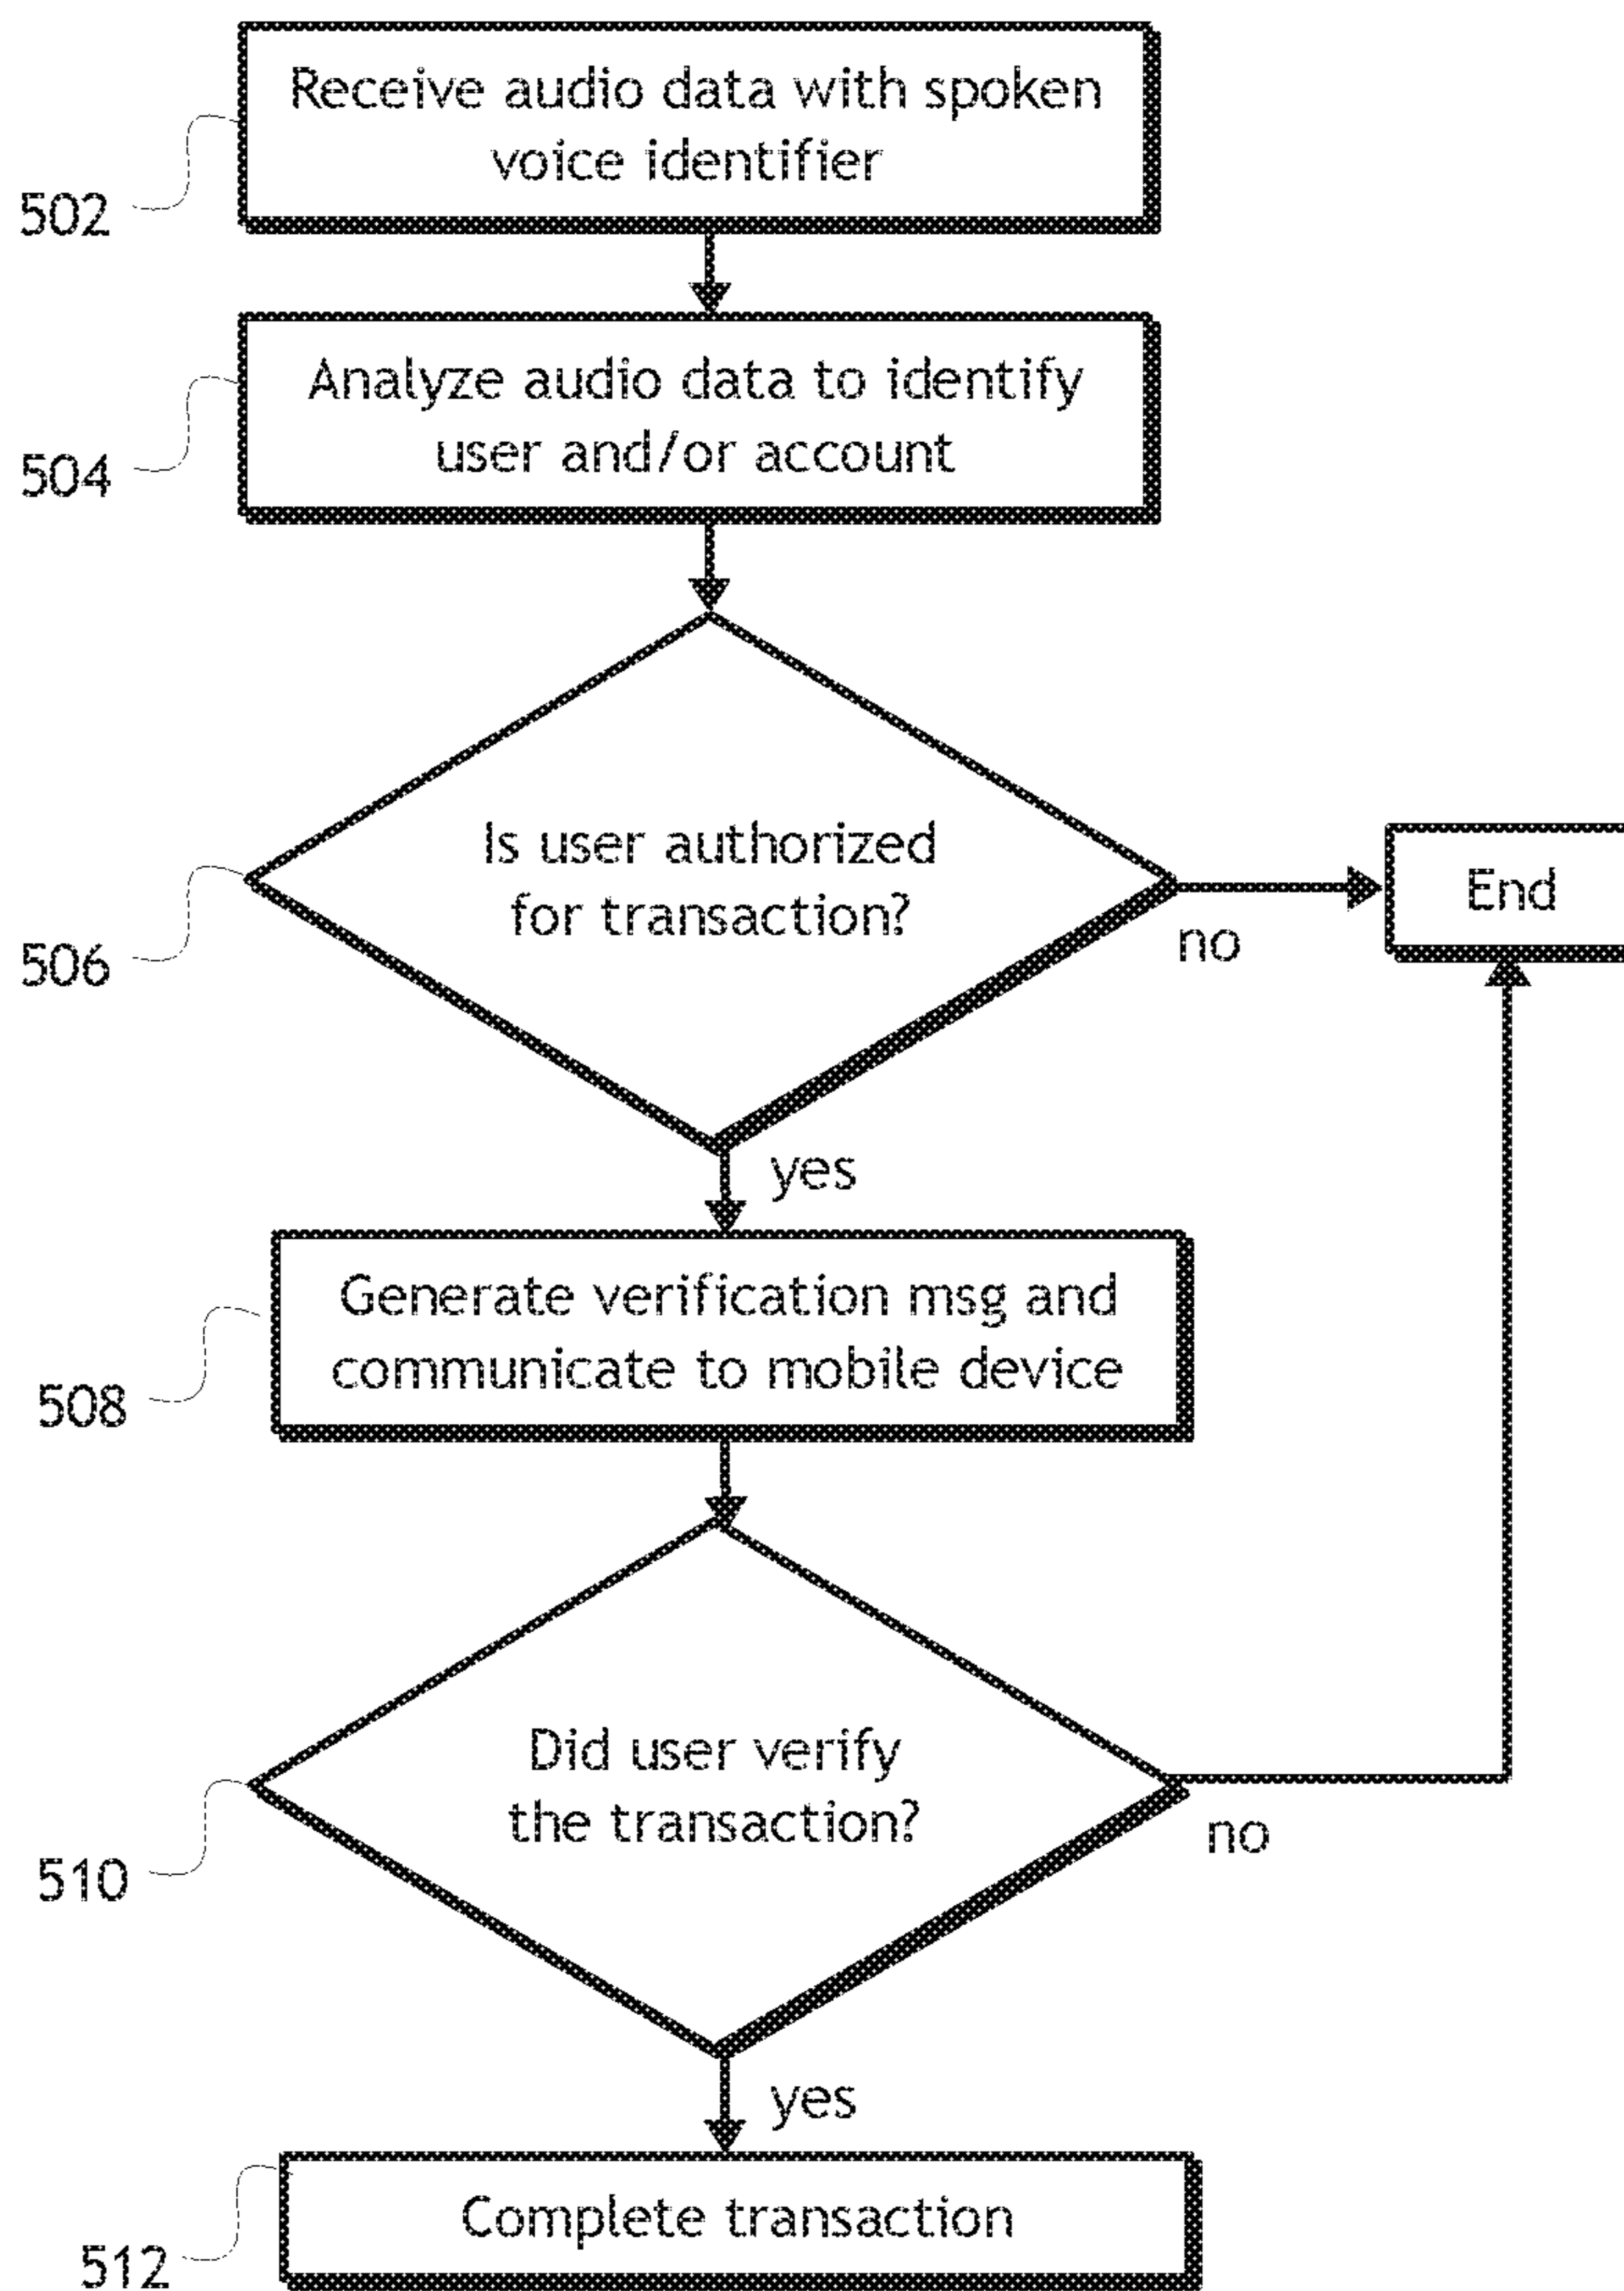 Receive audio data with spoken
voice identifier
502
Analyze audio data to identify
user and/or account
504
Is user authorized
for transaction?
506
no
End
yes
Generate verification msg and
communicate to mobile device
508
Did user verify
the transaction?
510
no
yes
Complete transaction
512